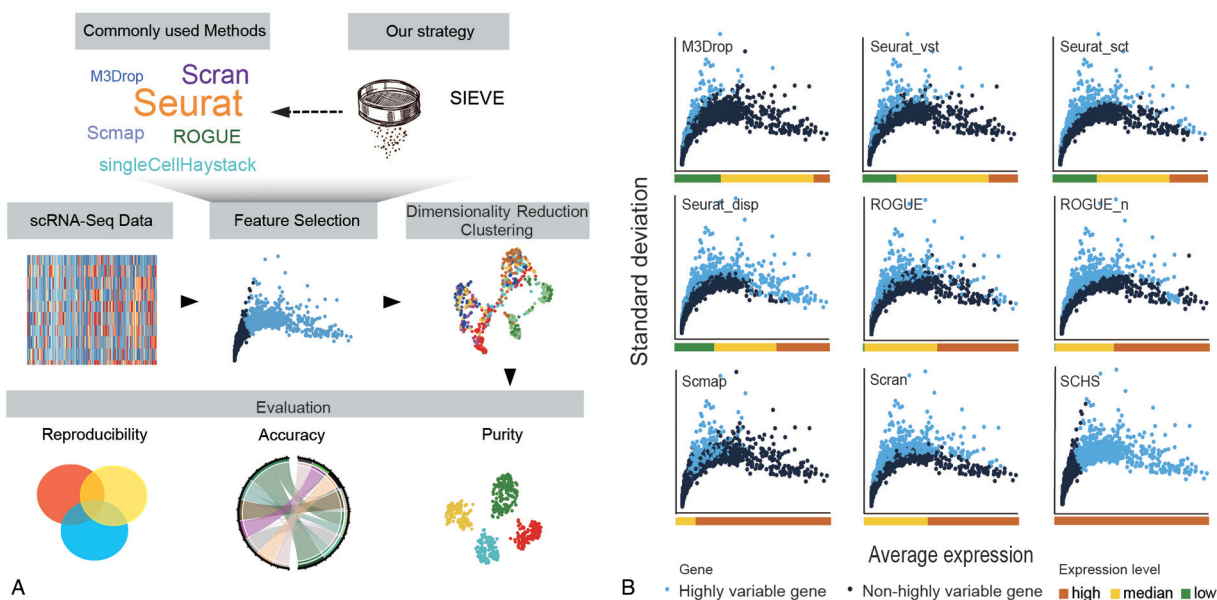 Commonly used Methods
Our strategy
M3Drop
Scran
Seurat
SIEVE
Scmap
ROGUE
singleCellHaystack
scRNA-Seq Data
Feature Selection
Dimensionality Reduction
Clustering
Evaluation
Reproducibility
Accuracy
Purity
A
M3Drop
Seurat_vst
Seurat_sct
Seurat_disp
ROGUE
ROGUE_n
Scmap
Scran
SCHS
Standard deviation
Average expression
Gene
Highly variable gene
Non-highly variable gene
Expression level
high
median
low
B